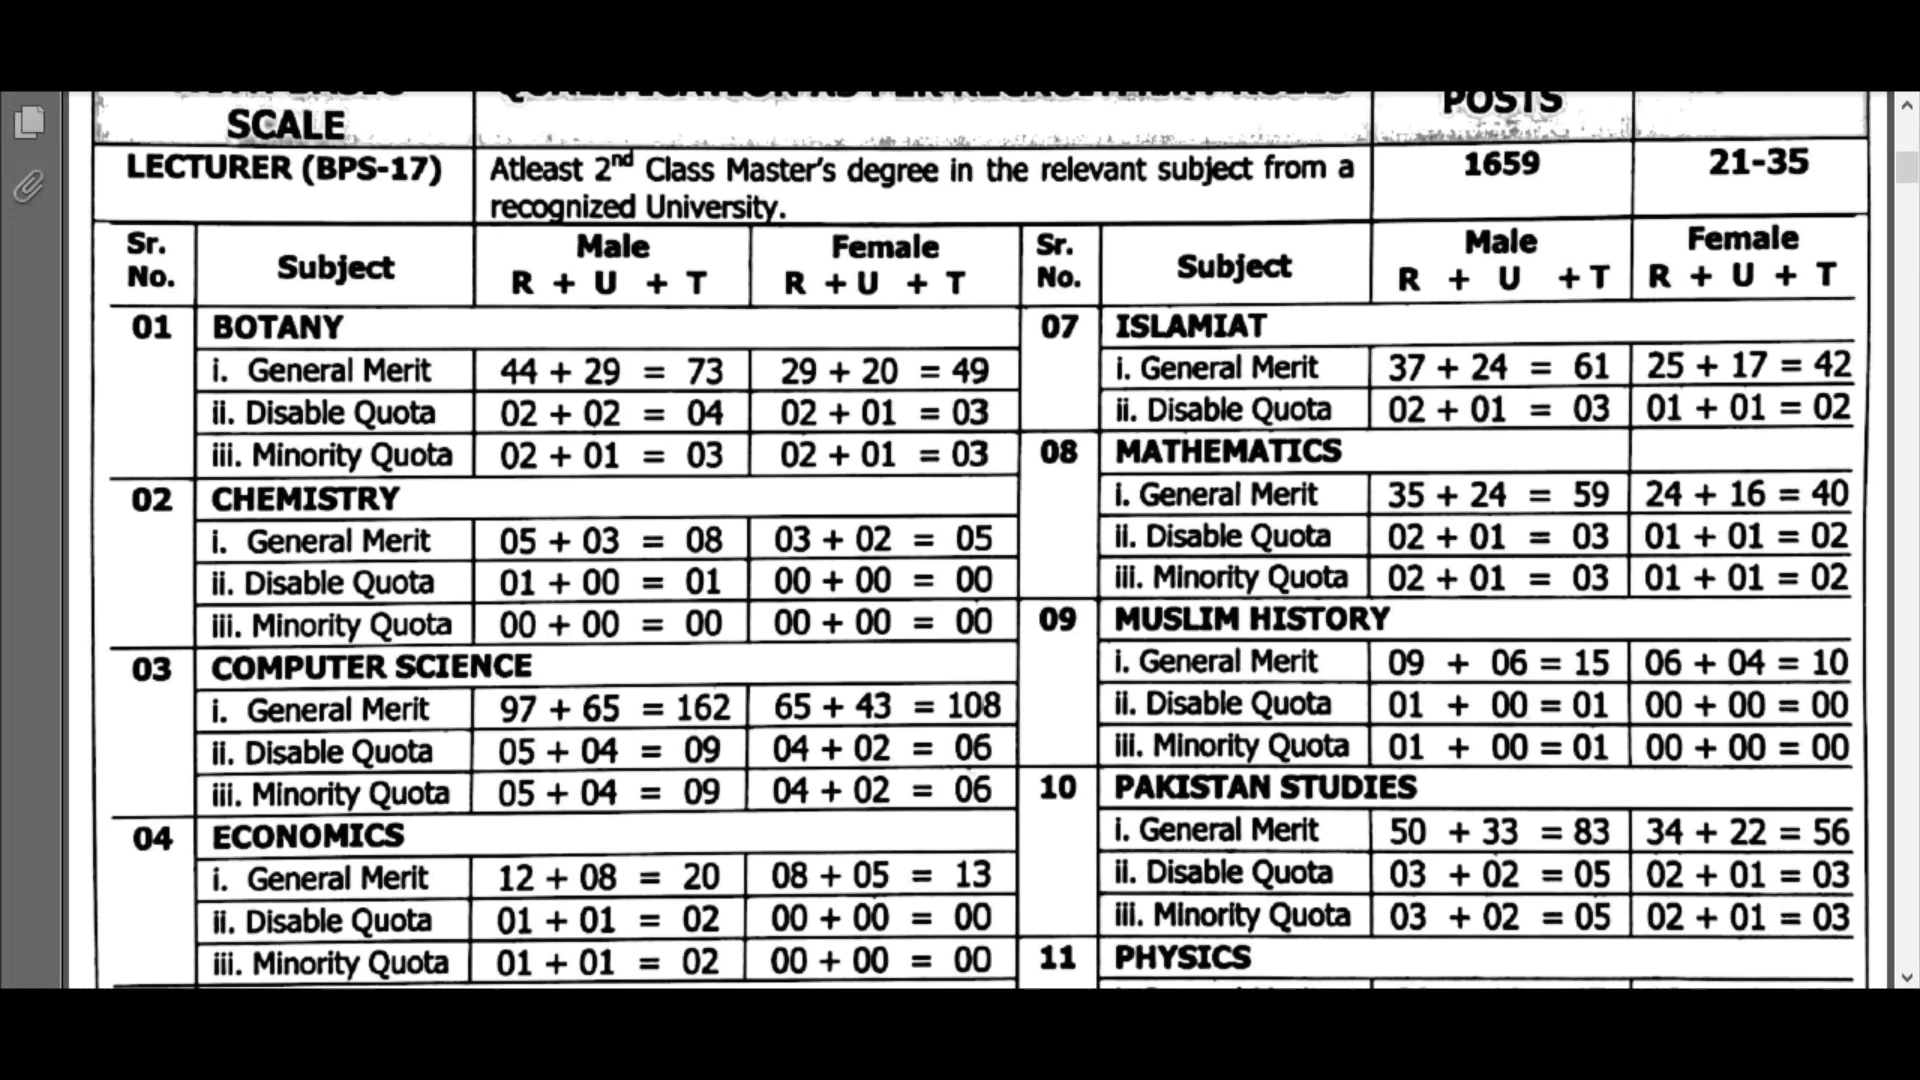 SCALE
POSTS
LECTURER (BPS-17)
Atleast 2nd Class Master's degree in the relevant subject from a
recognized University.
1659
21-35
Sr.
No.
Subject
Male
R + U + T
Female
R + U + T
Sr.
No.
Subject
Male
R + U + T
Female
R + U + T
01 BOTANY
i. General Merit 44 + 29 = 73 29 + 20 = 49
ii. Disable Quota 02 + 02 = 04 02 + 01 = 03
iii. Minority Quota 02 + 01 = 03 02 + 01 = 03
02 CHEMISTRY
i. General Merit 05 + 03 = 08 03 + 02 = 05
ii. Disable Quota 01 + 00 = 01 00 + 00 = 00
iii. Minority Quota 00 + 00 = 00 00 + 00 = 00
03 COMPUTER SCIENCE
i. General Merit 97 + 65 = 162 65 + 43 = 108
ii. Disable Quota 05 + 04 = 09 04 + 02 = 06
iii. Minority Quota 05 + 04 = 09 04 + 02 = 06
04 ECONOMICS
i. General Merit 12 + 08 = 20 08 + 05 = 13
ii. Disable Quota 01 + 01 = 02 00 + 00 = 00
iii. Minority Quota 01 + 01 = 02 00 + 00 = 00
07 ISLAMIAT
i. General Merit 37 + 24 = 61 25 + 17 = 42
ii. Disable Quota 02 + 01 = 03 01 + 01 = 02
08 MATHEMATICS
i. General Merit 35 + 24 = 59 24 + 16 = 40
ii. Disable Quota 02 + 01 = 03 01 + 01 = 02
iii. Minority Quota 02 + 01 = 03 01 + 01 = 02
09 MUSLIM HISTORY
i. General Merit 09 + 06 = 15 06 + 04 = 10
ii. Disable Quota 01 + 00 = 01 00 + 00 = 00
iii. Minority Quota 01 + 00 = 01 00 + 00 = 00
10 PAKISTAN STUDIES
i. General Merit 50 + 33 = 83 34 + 22 = 56
ii. Disable Quota 03 + 02 = 05 02 + 01 = 03
iii. Minority Quota 03 + 02 = 05 02 + 01 = 03
11 PHYSICS